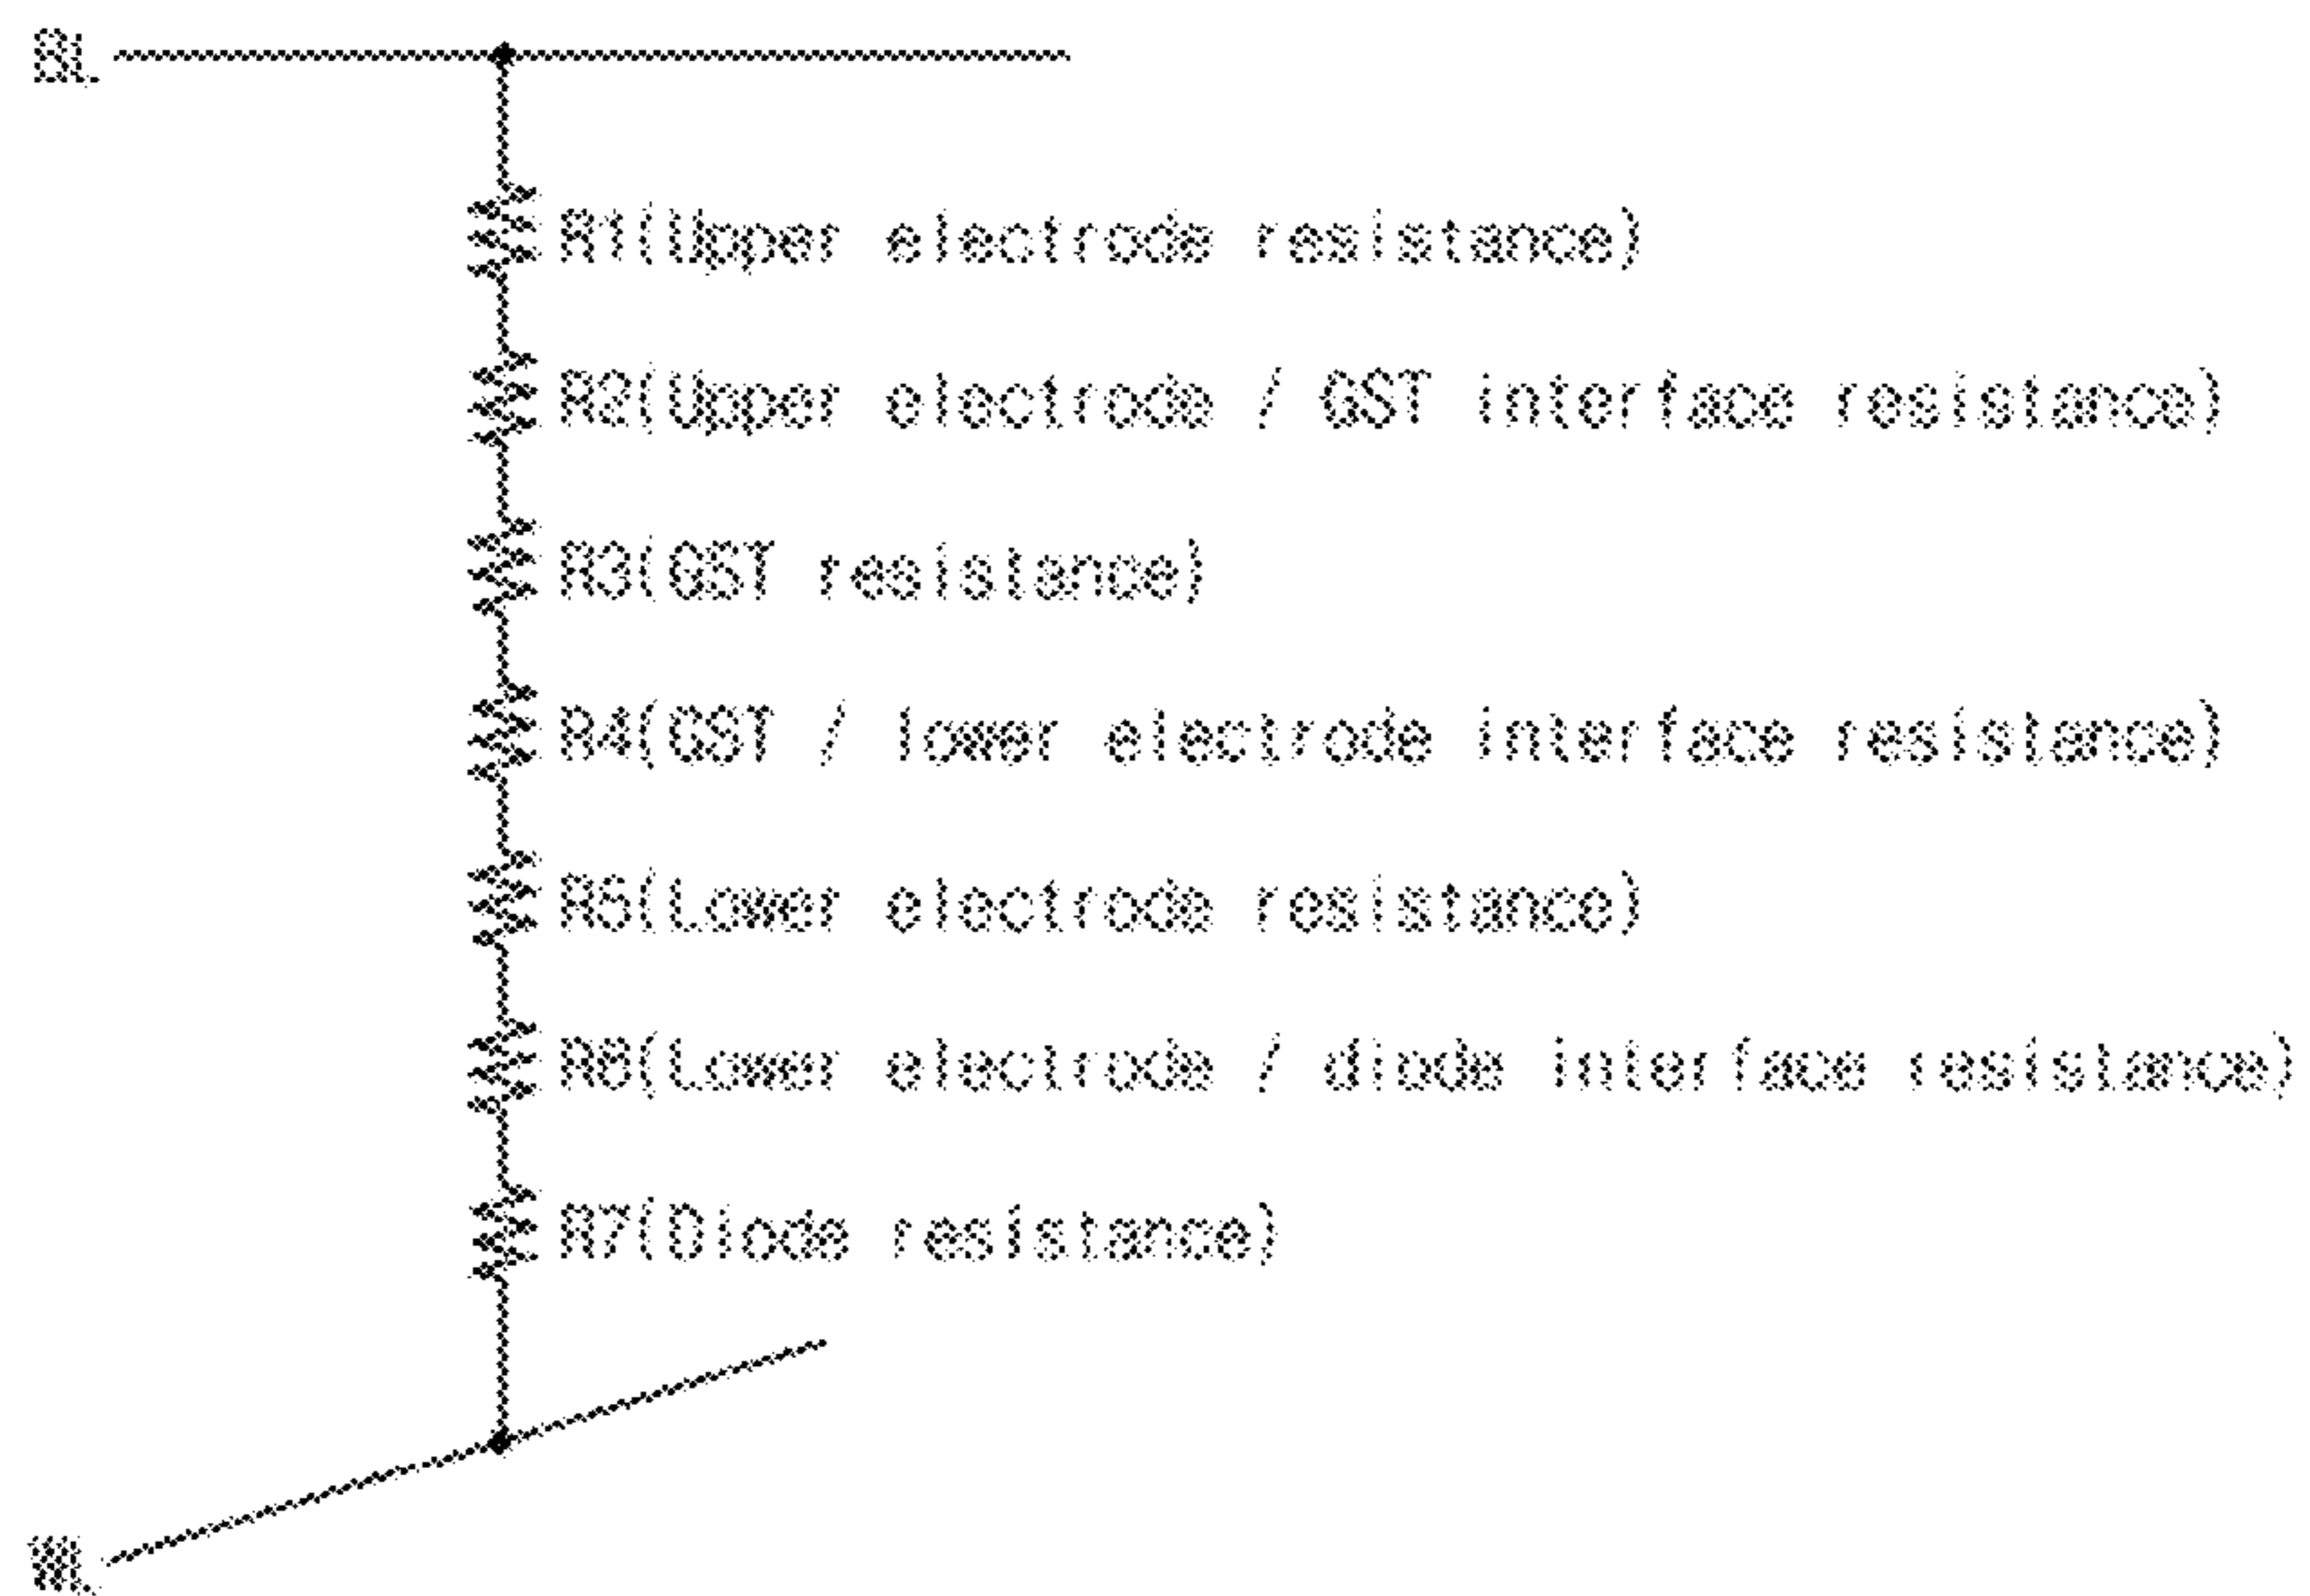 BL
R1(Upper electrode resistance)
R2(Upper electrode / GST interface resistance)
R3(GST resistance)
R4(GST / lower electrode interface resistance)
R5(Lower electrode resistance)
R6(Lower electrode / diode interface resistance)
R7(Diode resistance)
WL